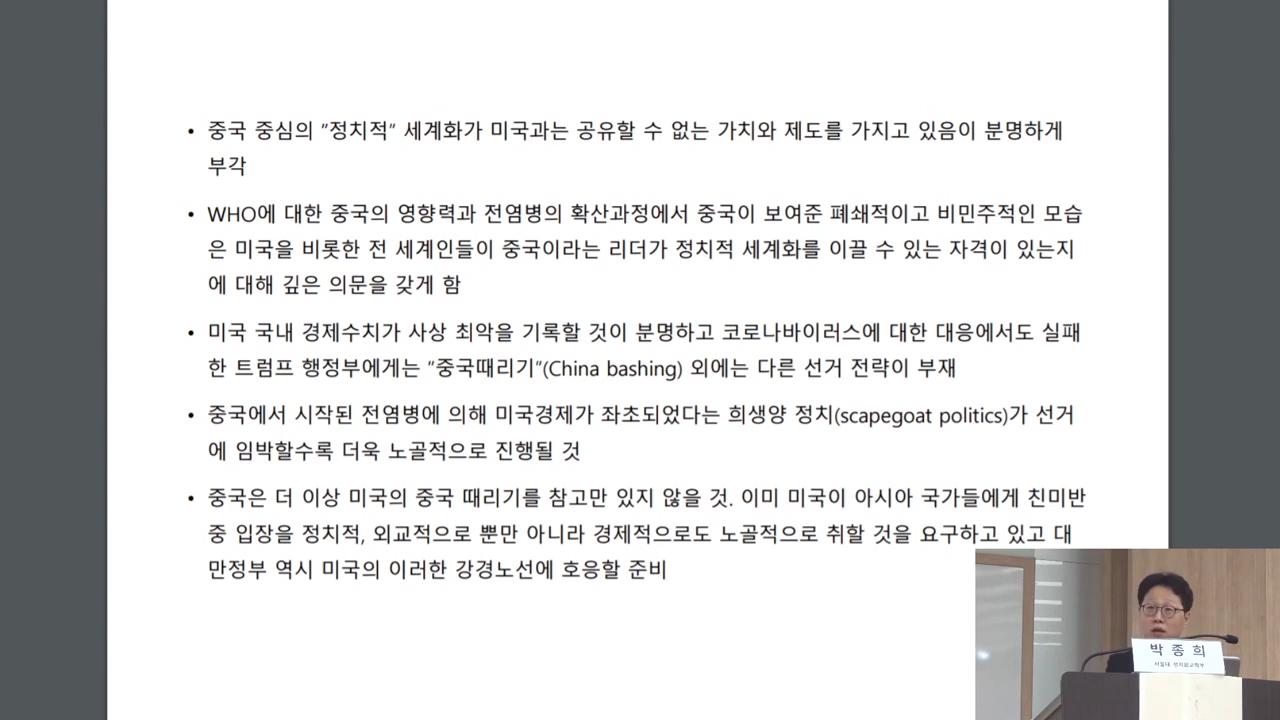 • 중국 중심의 "정치적" 세계화가 미국과는 공유할 수 없는 가치와 제도를 가지고 있음이 분명하게
부각
• WHO에 대한 중국의 영향력과 전염병의 확산과정에서 중국이 보여준 폐쇄적이고 비민주적인 모습
은 미국을 비롯한 전 세계인들이 중국이라는 리더가 정치적 세계화를 이끌 수 있는 자격이 있는지
에 대해 깊은 의문을 갖게 함
• 미국 국내 경제수치가 사상 최악을 기록할 것이 분명하고 코로나바이러스에 대한 대응에서도 실패
한 트럼프 행정부에게는 "중국때리기"(China bashing) 외에는 다른 선거 전략이 부재
• 중국에서 시작된 전염병에 의해 미국경제가 좌초되었다는 희생양 정치(scapegoat politics)가 선거
에 임박할수록 더욱 노골적으로 진행될 것
• 중국은 더 이상 미국의 중국 때리기를 참고만 있지 않을 것. 이미 미국이 아시아 국가들에게 친미반
중 입장을 정치적, 외교적으로 뿐만 아니라 경제적으로도 노골적으로 취할 것을 요구하고 있고 대
만정부 역시 미국의 이러한 강경노선에 호응할 준비
박 종 희
서울대 정치외교학부